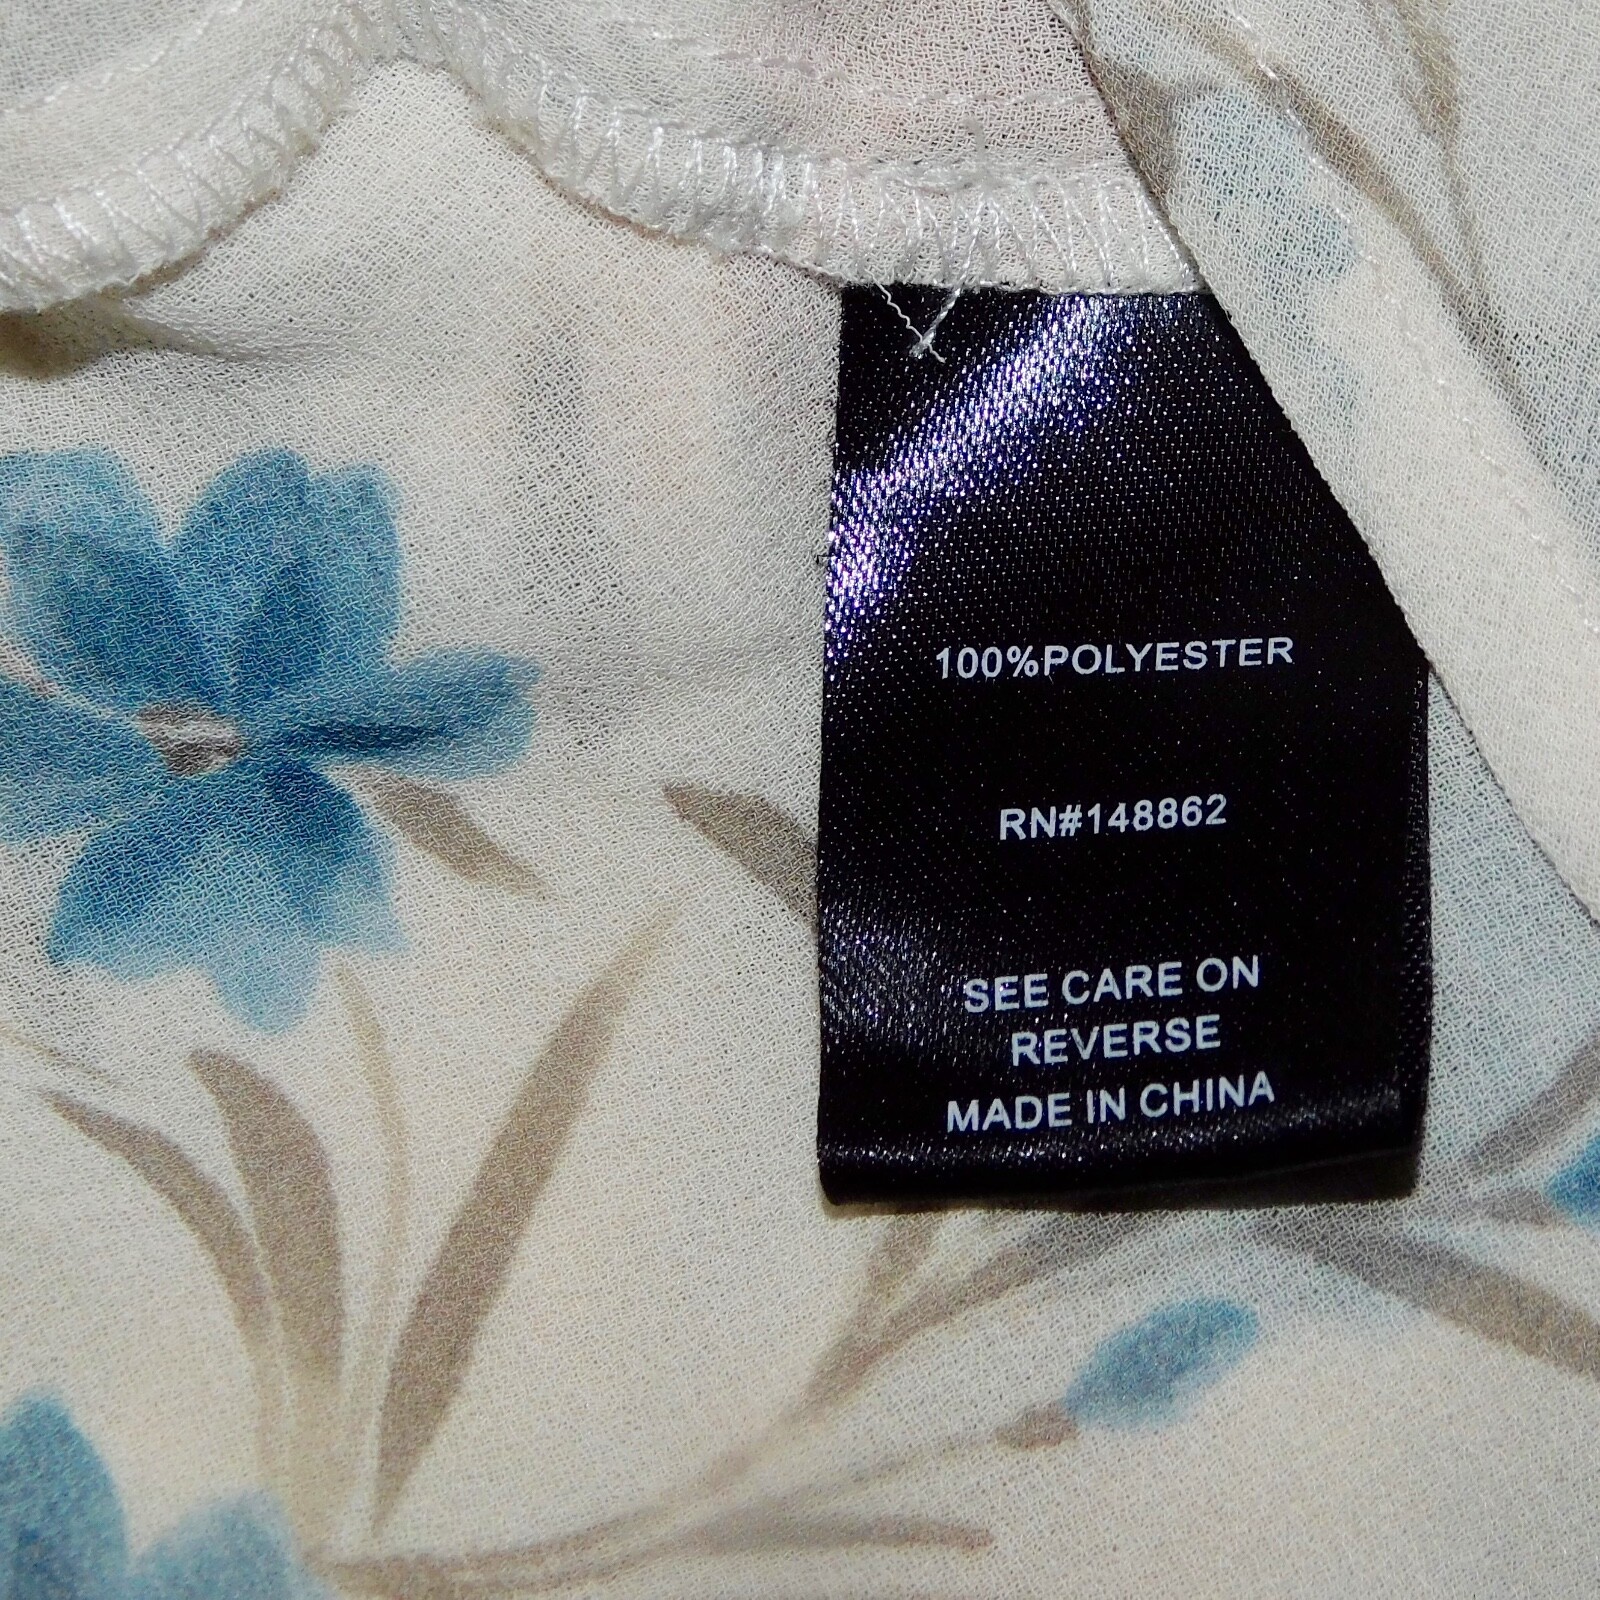 100%POLYESTER
RN#148862
SEE CARE ON
REVERSE
MADE IN CHINA